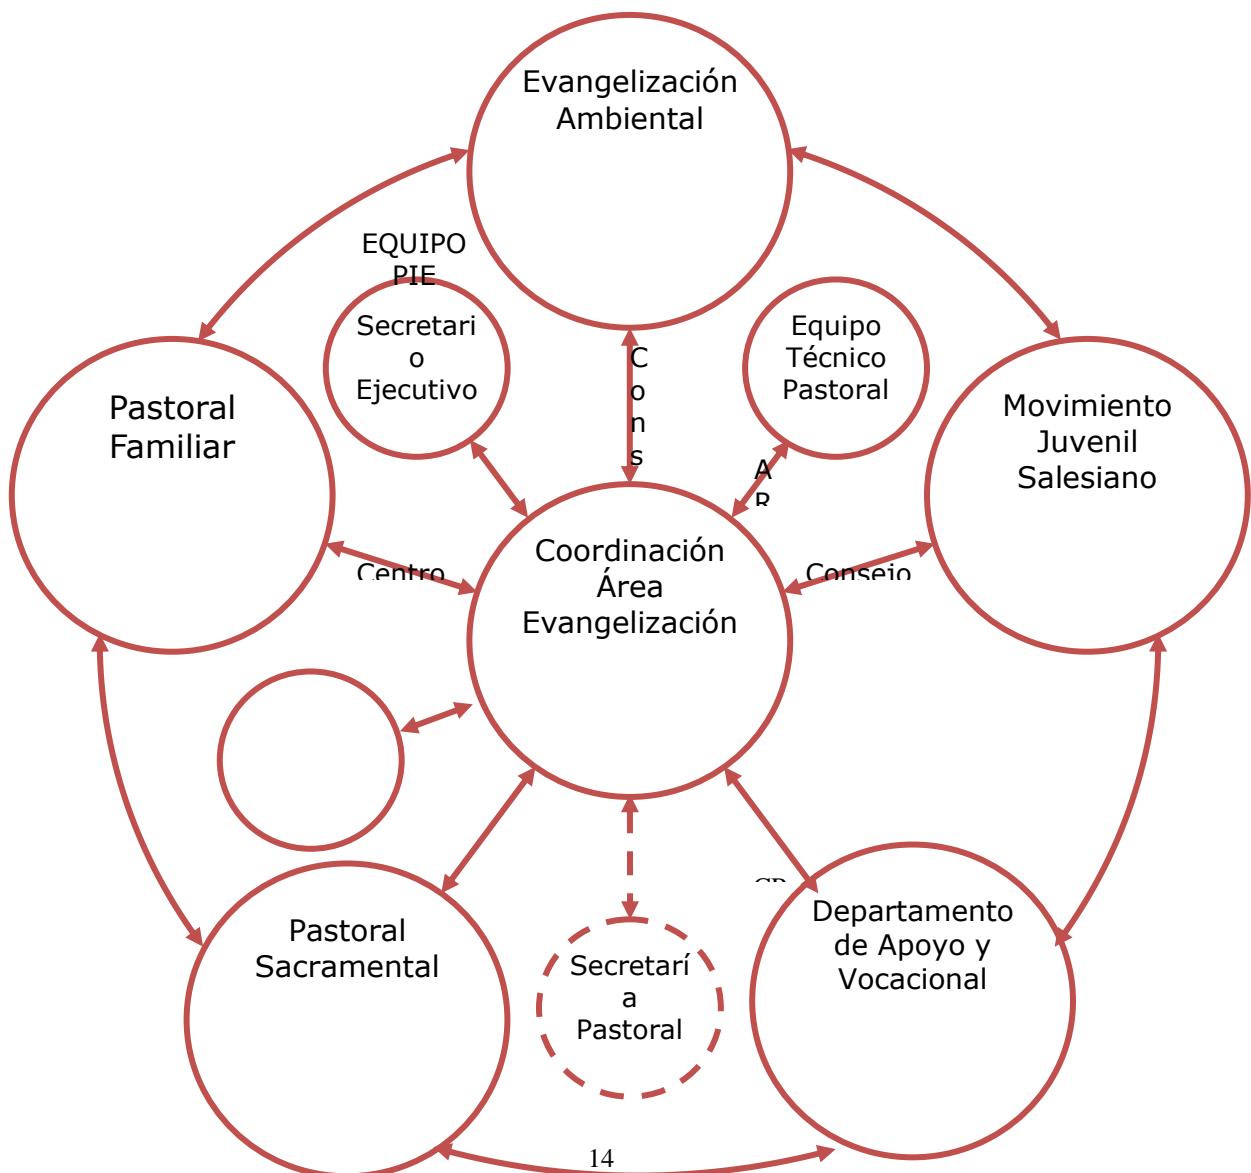 Evangelización
Ambiental
EQUIPO
PIE
Secretari
o
Ejecutivo
C
o
n
s
Equipo
Técnico
Pastoral
Pastoral
Familiar
Movimiento
Juvenil
Salesiano
A
R
Coordinación
Área
Evangelización
Centro
Consejo
Departamento
de Apoyo y
Vocacional
Pastoral
Sacramental
Secretarí
a
Pastoral
14